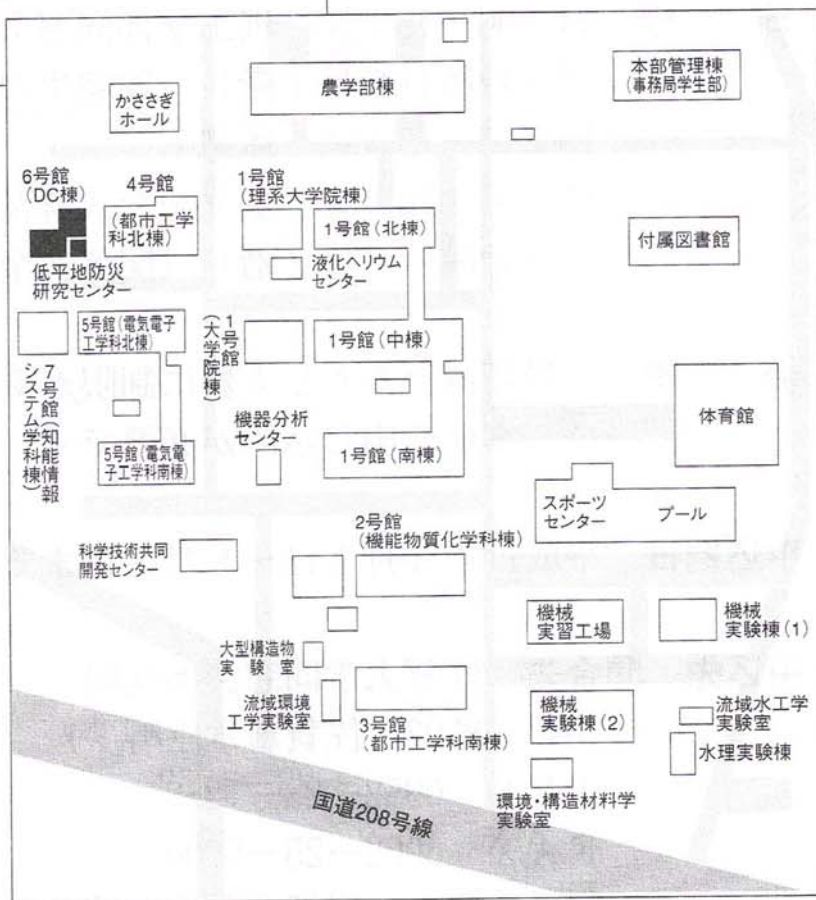 農学部棟
本部管理棟
(事務局学生部)
かささぎ
ホール
6号館
(DC棟)
4号館
(都市工学
科北棟)
1号館
(理系大学院棟)
1号館(北棟)
付属図書館
低平地防災
研究センター
液化ヘリウム
センター
5号館(電気電子
工学科北棟)
1号館
(大学院棟)
1号館(中棟)
7号館(知能情報
システム学科棟)
体育館
機器分析
センター
5号館(電気電
子工学科南棟)
1号館(南棟)
スポーツ
センター
プール
2号館
(機能物質化学科棟)
科学技術共同
開発センター
機械
実習工場
機械
実験棟(1)
大型構造物
実験室
流域環境
工学実験室
3号館
(都市工学科南棟)
機械
実験棟(2)
流域水工学
実験室
水理実験棟
環境・構造材料学
実験室
国道208号線